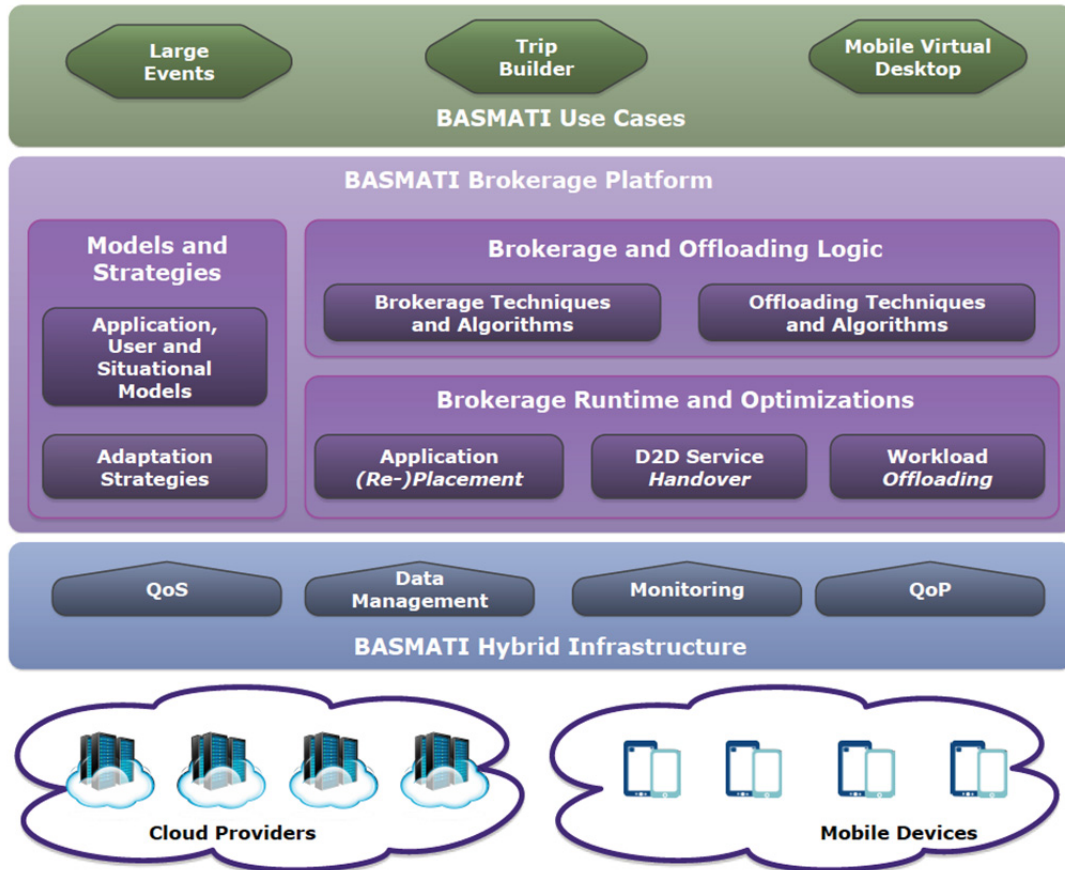 Large
Events
Trip
Builder
Mobile Virtual
Desktop
BASMATI Use Cases
BASMATI Brokerage Platform
Models and
Strategies
Application,
User and
Situational
Models
Adaptation
Strategies
Brokerage and Offloading Logic
Brokerage Techniques
and Algorithms
Offloading Techniques
and Algorithms
Brokerage Runtime and Optimizations
Application
(Re-)Placement
D2D Service
Handover
Workload
Offloading
QoS
Data
Management
Monitoring
QoP
BASMATI Hybrid Infrastructure
Cloud Providers
Mobile Devices